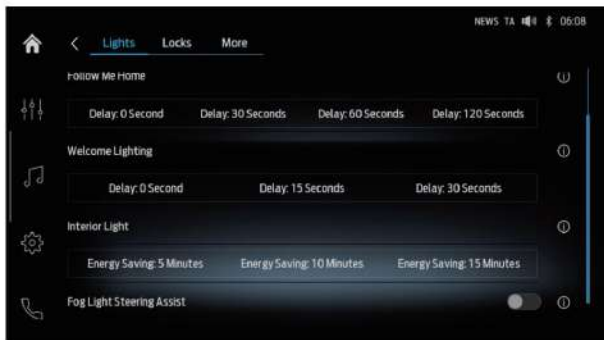 NEWS TA 06:08
Lights Locks More
Follow Me Home
Delay: 0 Second Delay: 30 Seconds Delay: 60 Seconds Delay: 120 Seconds
Welcome Lighting
Delay: 0 Second Delay: 15 Seconds Delay: 30 Seconds
Interior Light
Energy Saving: 5 Minutes Energy Saving: 10 Minutes Energy Saving: 15 Minutes
Fog Light Steering Assist